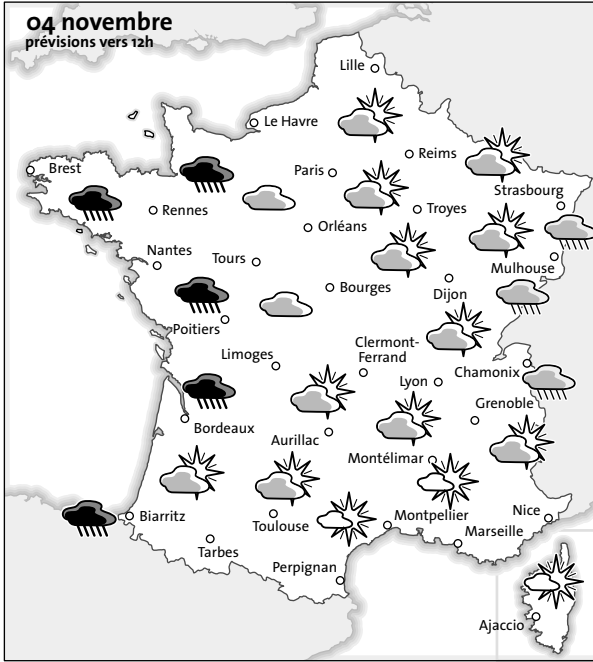 04 novembre
prévisions vers 12h
Lille
Le Havre
Reims
Paris
Brest
Strasbourg
Rennes
Troyes
Orléans
Nantes
Tours
Mulhouse
Bourges
Dijon
Poitiers
Clermont-
Ferrand
Limoges
Lyon
Chamonix
Grenoble
Bordeaux
Aurillac
Montélimar
Biarritz
Toulouse
Montpellier
Nice
Marseille
Tarbes
Perpignan
Ajaccio